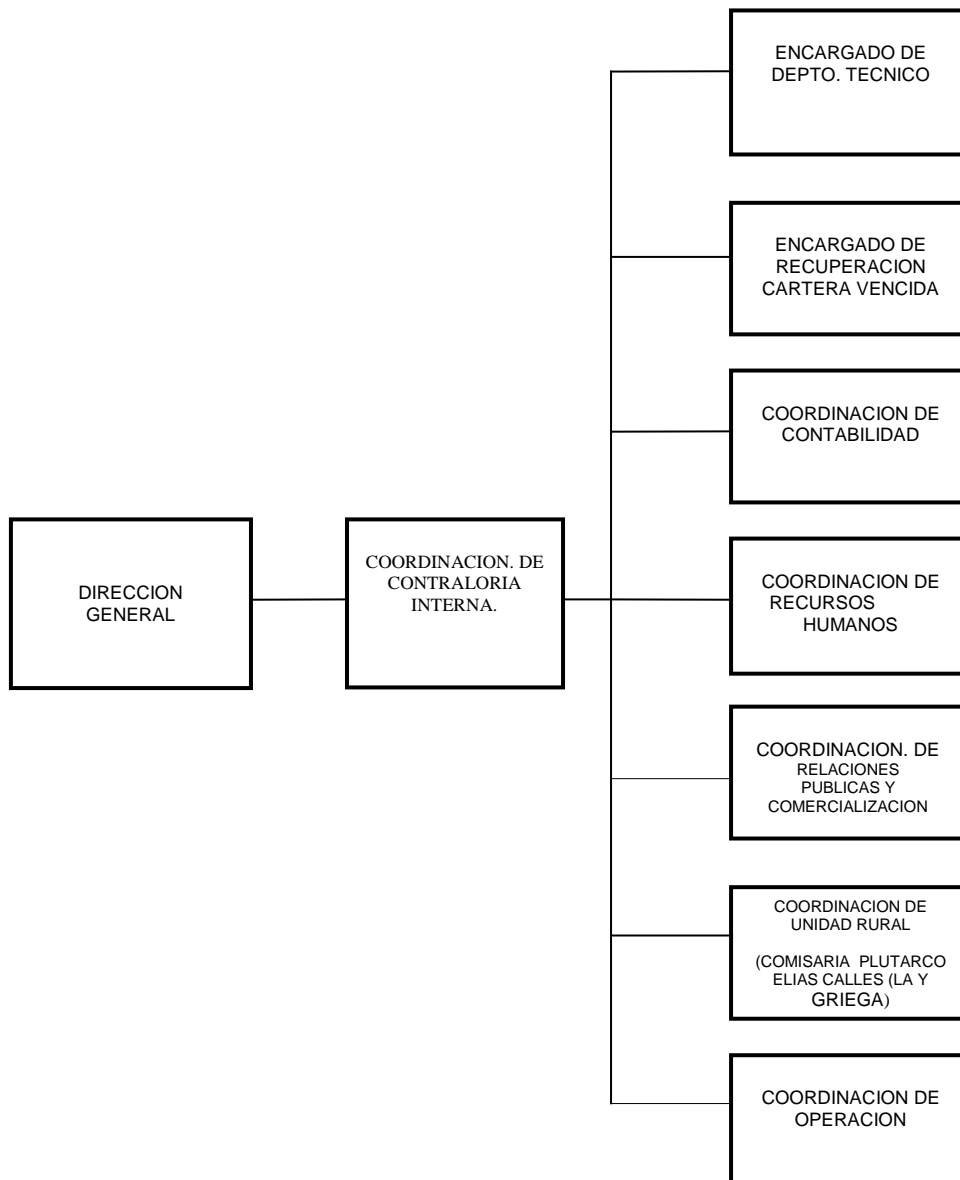 ENCARGADO DE
DEPTO. TECNICO
ENCARGADO DE
RECUPERACION
CARTERA VENCIDA
COORDINACION DE
CONTABILIDAD
DIRECCION
GENERAL
COORDINACION. DE
CONTRALORIA
INTERNA.
COORDINACION DE
RECURSOS
HUMANOS
COORDINACION. DE
RELACIONES
PUBLICAS Y
COMERCIALIZACION
COORDINACION DE
UNIDAD RURAL
(COMISARIA PLUTARCO
ELIAS CALLES (LA Y
GRIEGA)
COORDINACION DE
OPERACION